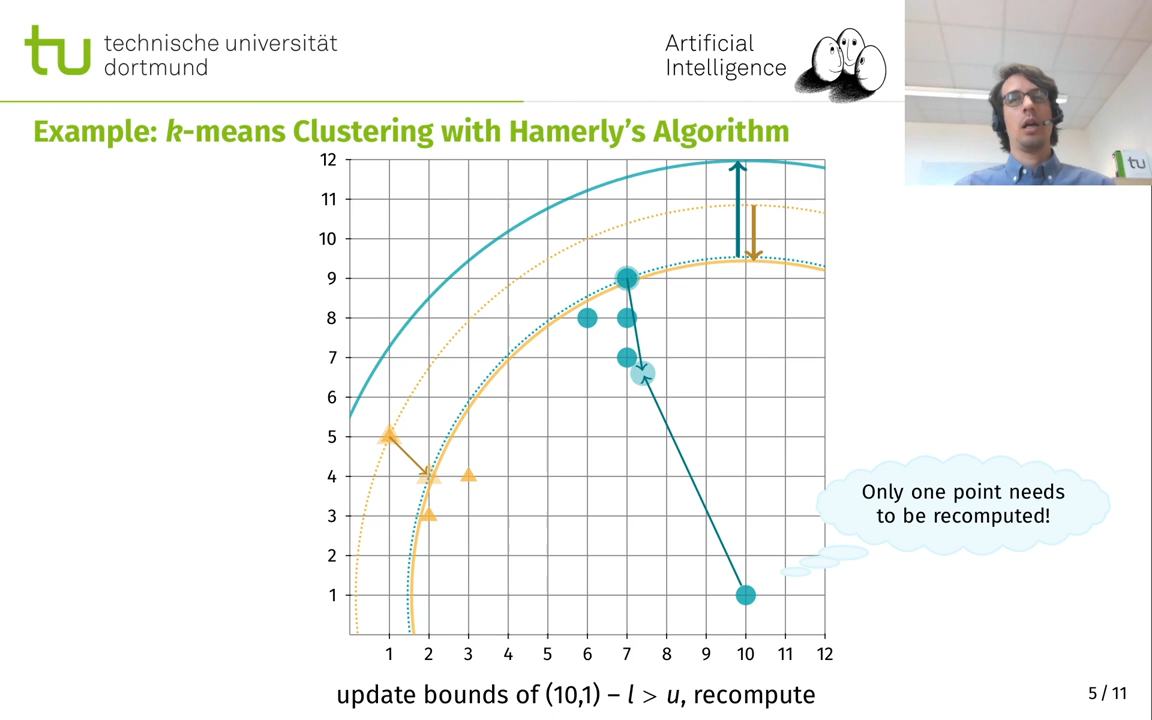 technische universität
dortmund
Artificial
Intelligence
Example: k-means Clustering with Hamerly's Algorithm
12
11
10
9
8
7
6
5
4
3
2
1
1 2 3 4 5 6 7 8 9 10 11 12
Only one point needs
to be recomputed!
update bounds of (10,1) – l > u, recompute
5 / 11
tu
tu